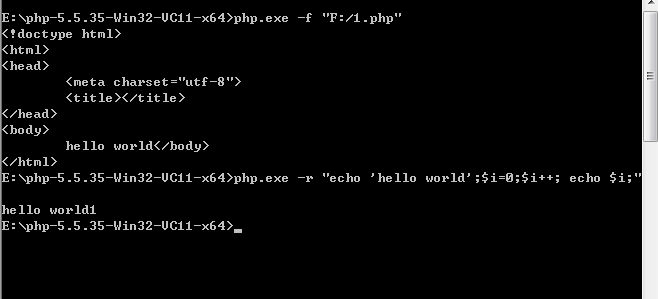 E:\php-5.5.35-Win32-VC11-x64>php.exe -f "F:/1.php"
<!doctype html>
<html>
<head>
        <meta charset="utf-8">
        <title></title>
</head>
<body>
        hello world</body>
</html>
E:\php-5.5.35-Win32-VC11-x64>php.exe -r "echo 'hello world';$i=0;$i++; echo $i;"
hello world1
E:\php-5.5.35-Win32-VC11-x64>